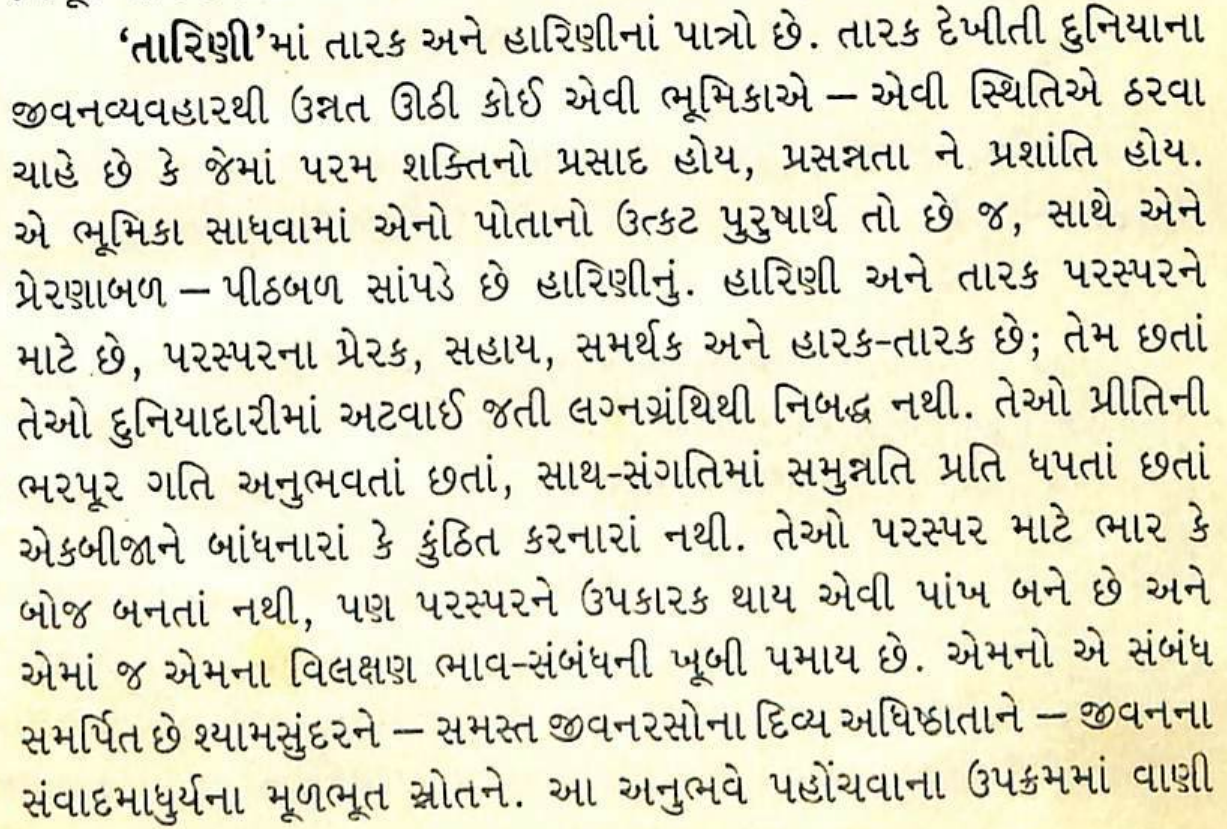 ‘તારિણી’માં તારક અને હારિણીનાં પાત્રો છે. તારક દેખીતી દુનિયાના
જીવનવ્યવહારથી ઉન્નત ઊઠી કોઈ એવી ભૂમિકાએ – એવી સ્થિતિએ ઠરવા
ચાહે છે કે જેમાં પરમ શક્તિનો પ્રસાદ હોય, પ્રસન્નતા ને પ્રશાંતિ હોય.
એ ભૂમિકા સાધવામાં એનો પોતાનો ઉત્કટ પુરુષાર્થ તો છે જ, સાથે એને
પ્રેરણાબળ – પીઠબળ સાંપડે છે હારિણીનું. હારિણી અને તારક પરસ્પરને
માટે છે, પરસ્પરના પ્રેરક, સહાય, સમર્થક અને હારક-તારક છે; તેમ છતાં
તેઓ દુનિયાદારીમાં અટવાઈ જતી લગ્નગ્રંથિથી નિબદ્ધ નથી. તેઓ પ્રીતિની
ભરપૂર ગતિ અનુભવતાં છતાં, સાથ-સંગતિમાં સમુન્નતિ પ્રતિ ધપતાં છતાં
એકબીજાને બાંધનારાં કે કુંઠિત કરનારાં નથી. તેઓ પરસ્પર માટે ભાર કે
બોજ બનતાં નથી, પણ પરસ્પરને ઉપકારક થાય એવી પાંખ બને છે અને
એમાં જ એમના વિલક્ષણ ભાવ-સંબંધની ખૂબી પમાય છે. એમનો એ સંબંધ
સમર્પિત છે શ્યામસુંદરને – સમસ્ત જીવનરસોના દિવ્ય અધિષ્ઠાતાને – જીવનના
સંવાદમાધુર્યના મૂળભૂત સ્રોતને. આ અનુભવે પહોંચવાના ઉપક્રમમાં વાણી